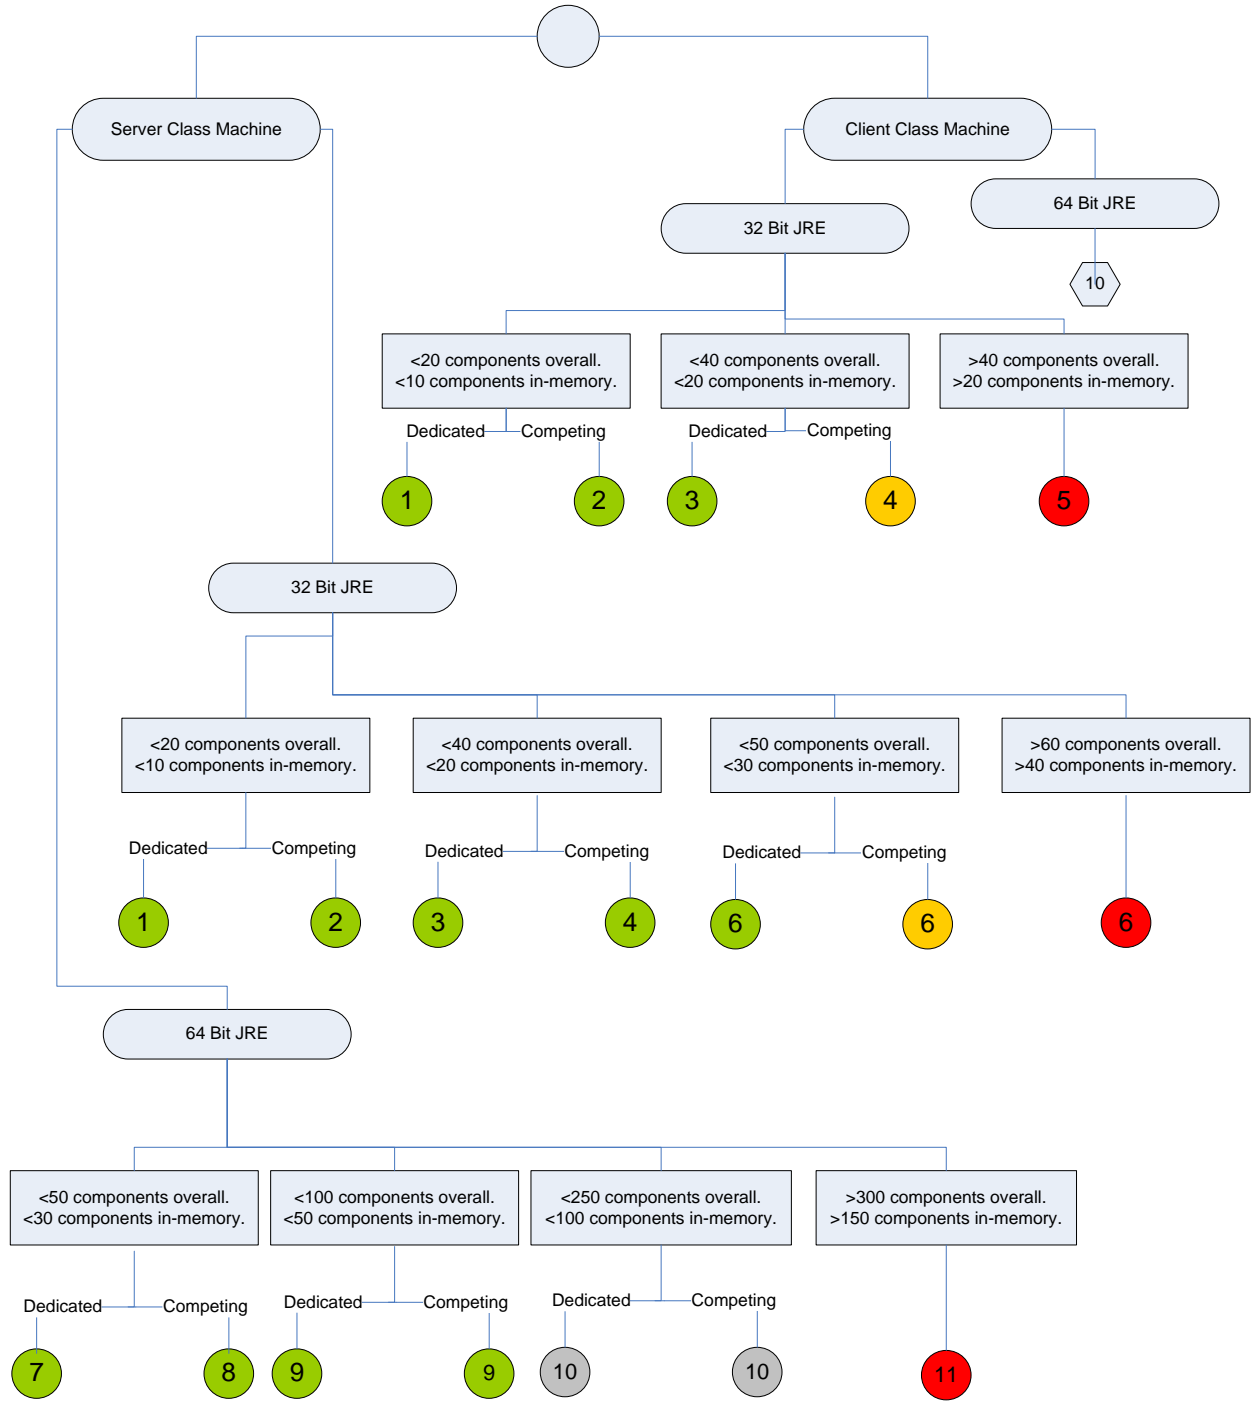 Server Class Machine
Client Class Machine
64 Bit JRE
32 Bit JRE
10
<20 components overall.
<10 components in-memory.
<40 components overall.
<20 components in-memory.
>40 components overall.
>20 components in-memory.
Dedicated
Competing
Dedicated
Competing
1
2
3
4
5
32 Bit JRE
<20 components overall.
<10 components in-memory.
<40 components overall.
<20 components in-memory.
<50 components overall.
<30 components in-memory.
>60 components overall.
>40 components in-memory.
Dedicated
Competing
Dedicated
Competing
Dedicated
Competing
1
2
3
4
6
6
6
64 Bit JRE
<50 components overall.
<30 components in-memory.
<100 components overall.
<50 components in-memory.
<250 components overall.
<100 components in-memory.
>300 components overall.
>150 components in-memory.
Dedicated
Competing
Dedicated
Competing
Dedicated
Competing
7
8
9
9
10
10
11